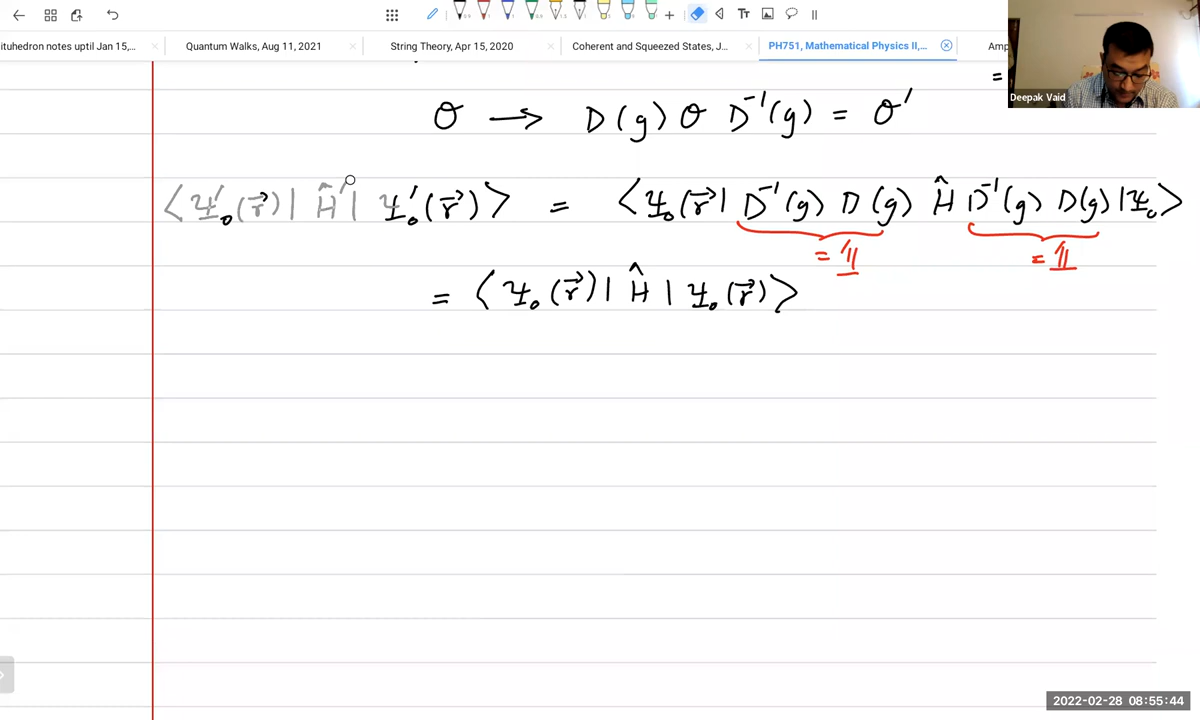 ituhedron notes uptil Jan 15,... Quantum Walks, Aug 11, 2021 String Theory, Apr 15, 2020 Coherent and Squeezed States, J... PH751, Mathematical Physics II,... Amp
=
Deepak Vaid
O → D(g) O D⁻¹(g) = O'
⟨Ψ₀'(r⃗)| Ĥ' | Ψ₀'(r⃗)⟩ = ⟨Ψ₀(r⃗)| D⁻¹(g) D(g) Ĥ D⁻¹(g) D(g) |Ψ₀⟩
= 𝟙 = 𝟙
= ⟨Ψ₀(r⃗)| Ĥ | Ψ₀(r⃗)⟩
2022-02-28 08:55:44